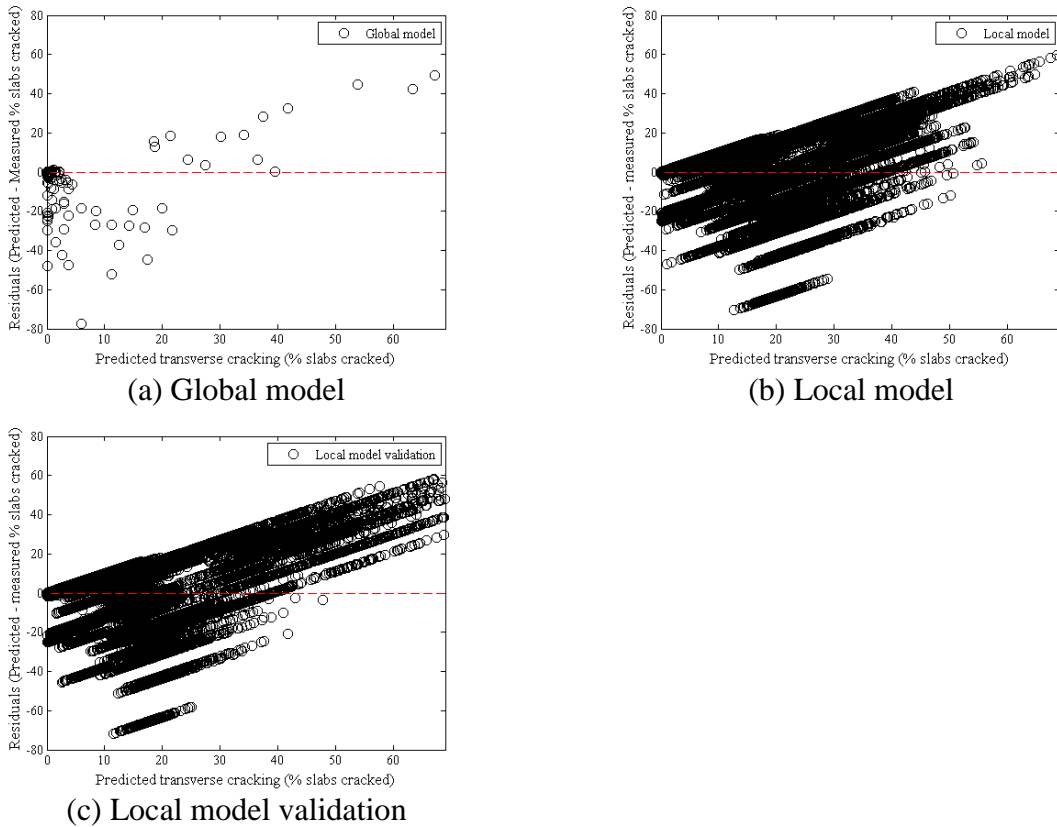 80
60
40
20
0
-20
-40
-60
-80
Residuals (Predicted - Measured % slabs cracked)
Global model
0 10 20 30 40 50 60
Predicted transverse cracking (% slabs cracked)
(a) Global model
80
60
40
20
0
-20
-40
-60
-80
Residuals (Predicted - measured % slabs cracked)
Local model
0 10 20 30 40 50 60
Predicted transverse cracking (% slabs cracked)
(b) Local model
80
60
40
20
0
-20
-40
-60
-80
Residuals (Predicted - measured % slabs cracked)
Local model validation
0 10 20 30 40 50 60
Predicted transverse cracking (% slabs cracked)
(c) Local model validation